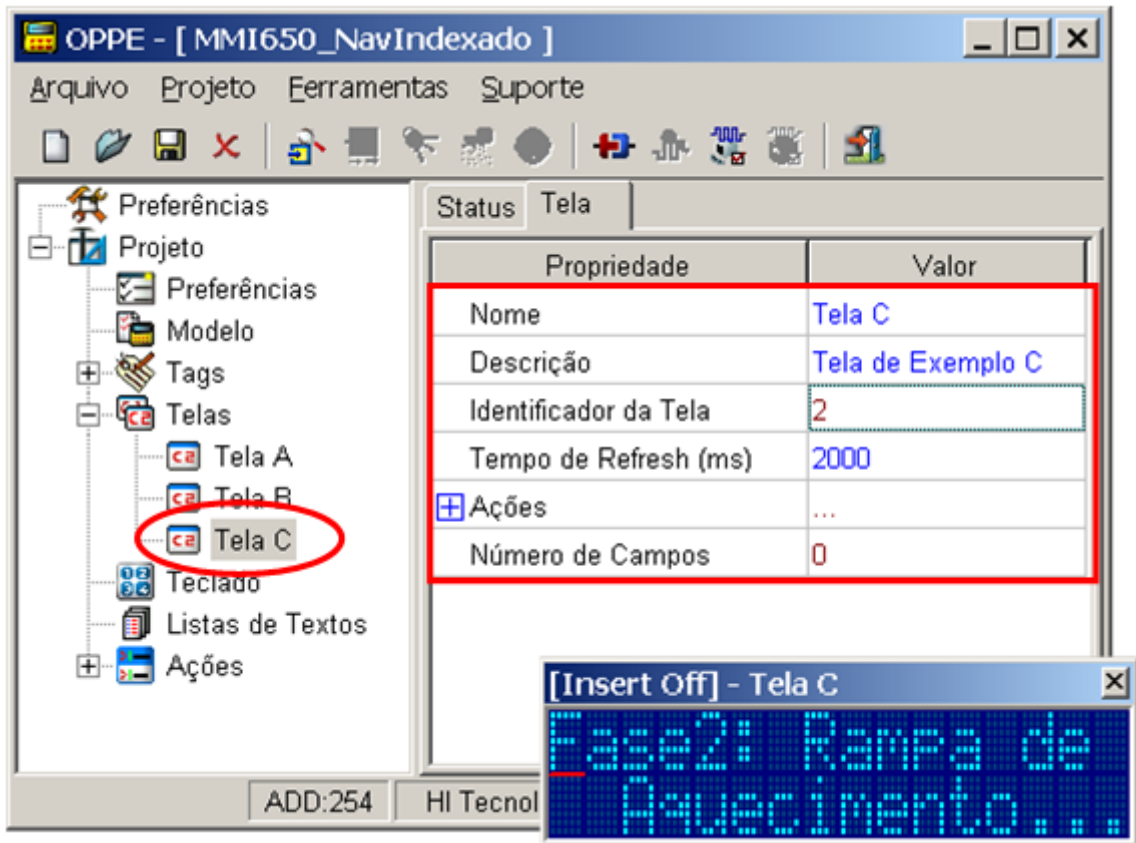 OPPE - [ MMI650_NavIndexado ]
Arquivo Projeto Ferramentas Suporte
Preferências
Projeto
Preferências
Modelo
Tags
Telas
Tela A
Tela B
Tela C
Teclado
Listas de Textos
Ações
Status Tela
Propriedade Valor
Nome Tela C
Descrição Tela de Exemplo C
Identificador da Tela 2
Tempo de Refresh (ms) 2000
Ações ...
Número de Campos 0
ADD:254 HI Tecnol
[Insert Off] - Tela C
Fase2: Rampa de
Aquecimento...